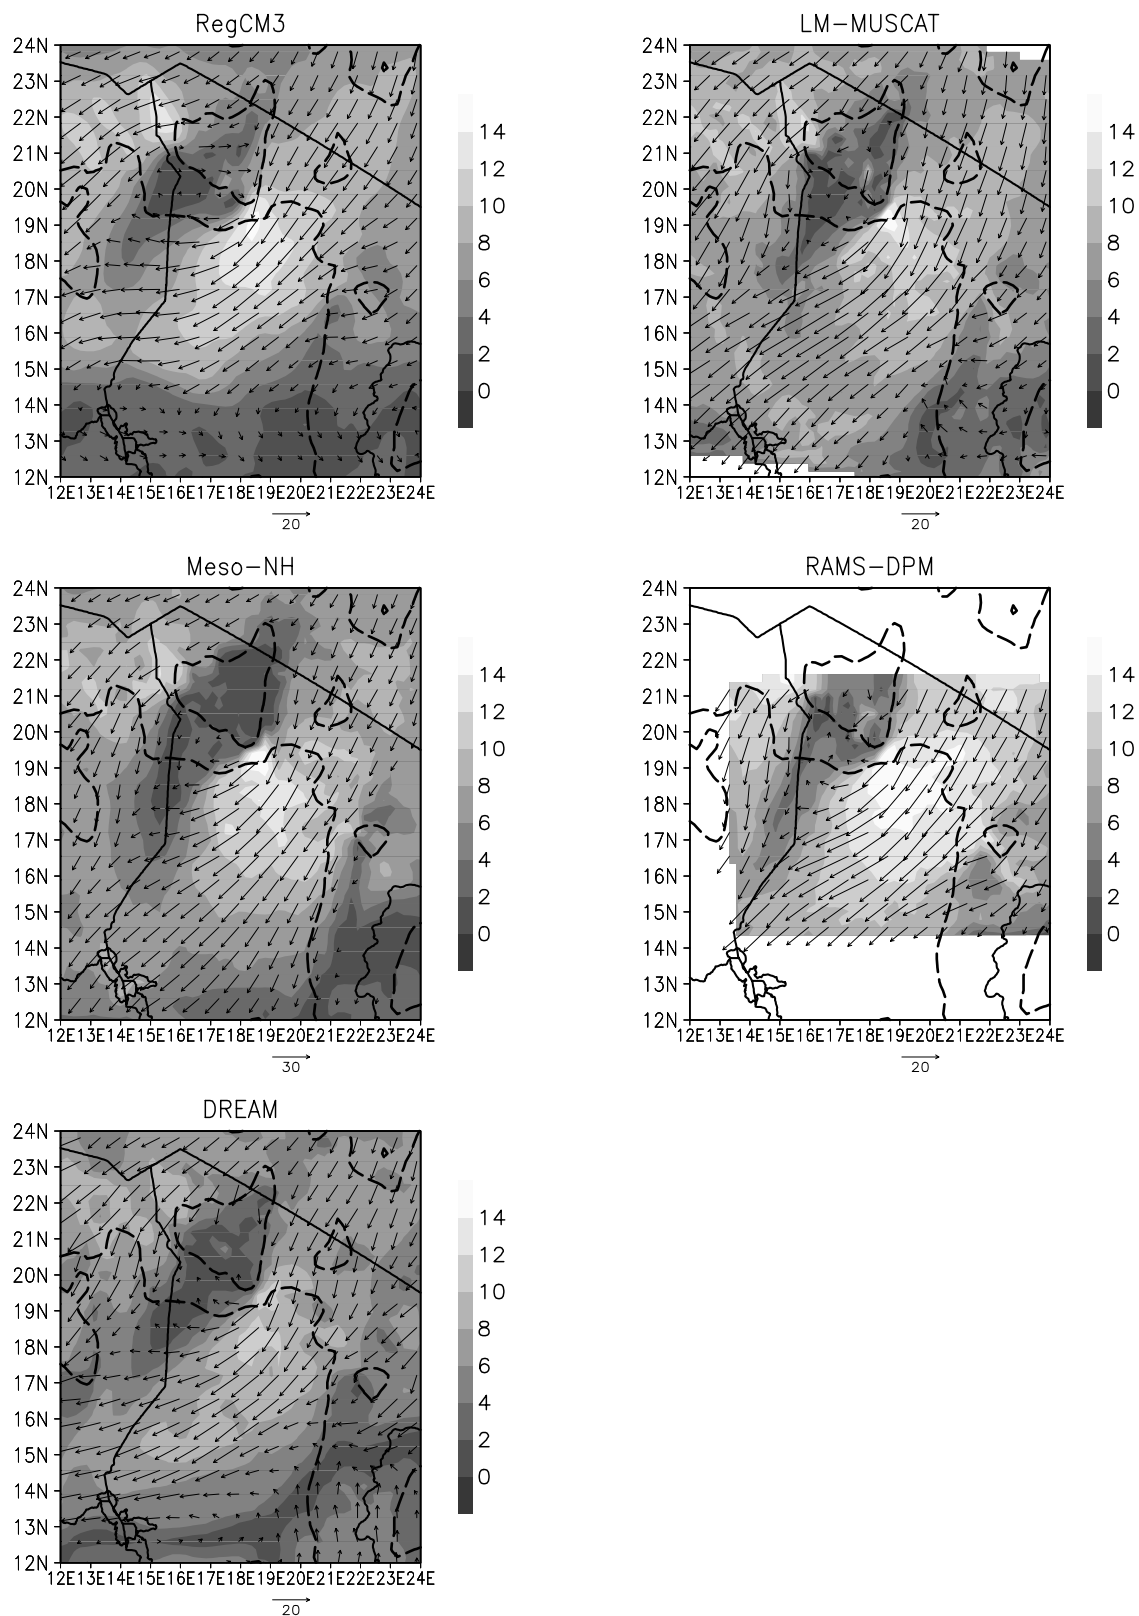 RegCM3
24N
23N
22N
21N
20N
19N
18N
17N
16N
15N
14N
13N
12N
12E13E14E15E16E17E18E19E20E21E22E23E24E
14
12
10
8
6
4
2
0
20
LM-MUSCAT
24N
23N
22N
21N
20N
19N
18N
17N
16N
15N
14N
13N
12N
12E13E14E15E16E17E18E19E20E21E22E23E24E
14
12
10
8
6
4
2
0
20
Meso-NH
24N
23N
22N
21N
20N
19N
18N
17N
16N
15N
14N
13N
12N
12E13E14E15E16E17E18E19E20E21E22E23E24E
14
12
10
8
6
4
2
0
30
RAMS-DPM
24N
23N
22N
21N
20N
19N
18N
17N
16N
15N
14N
13N
12N
12E13E14E15E16E17E18E19E20E21E22E23E24E
14
12
10
8
6
4
2
0
20
DREAM
24N
23N
22N
21N
20N
19N
18N
17N
16N
15N
14N
13N
12N
12E13E14E15E16E17E18E19E20E21E22E23E24E
14
12
10
8
6
4
2
0
20